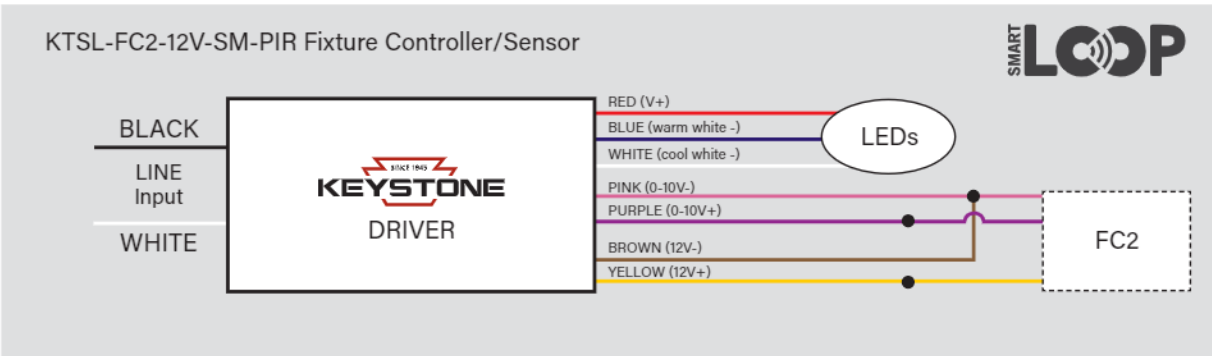 KTSL-FC2-12V-SM-PIR Fixture Controller/Sensor
SMART
LOOP
BLACK
LINE
Input
WHITE
SINCE 1945
KEYSTONE
DRIVER
RED (V+)
BLUE (warm white -)
WHITE (cool white -)
PINK (0-10V-)
PURPLE (0-10V+)
BROWN (12V-)
YELLOW (12V+)
LEDs
FC2